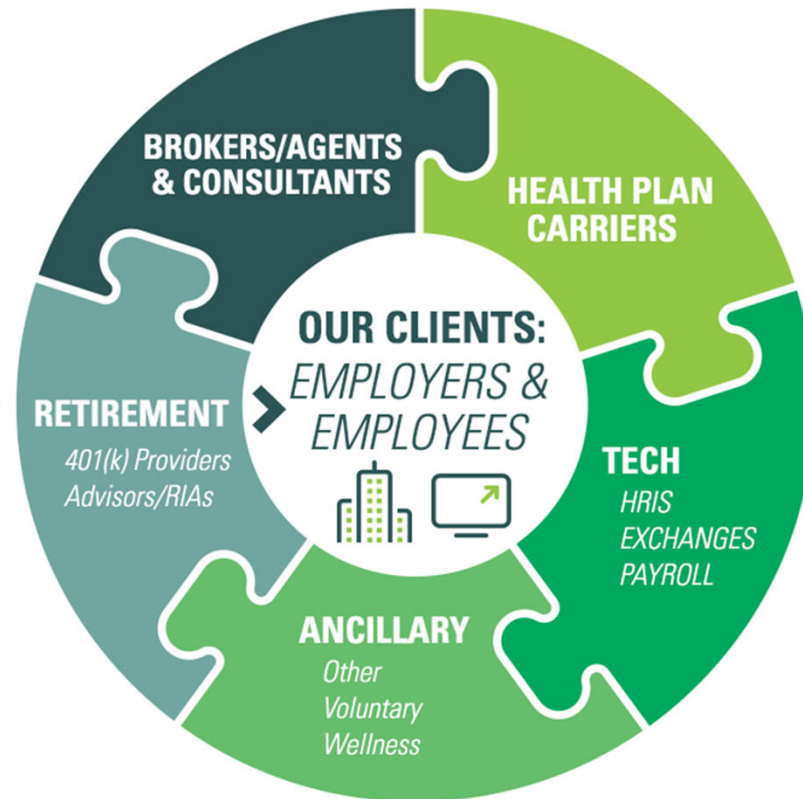 BROKERS/AGENTS
& CONSULTANTS
HEALTH PLAN
CARRIERS
OUR CLIENTS:
EMPLOYERS &
EMPLOYEES
RETIREMENT
401(k) Providers
Advisors/RIAs
TECH
HRIS
EXCHANGES
PAYROLL
ANCILLARY
Other
Voluntary
Wellness